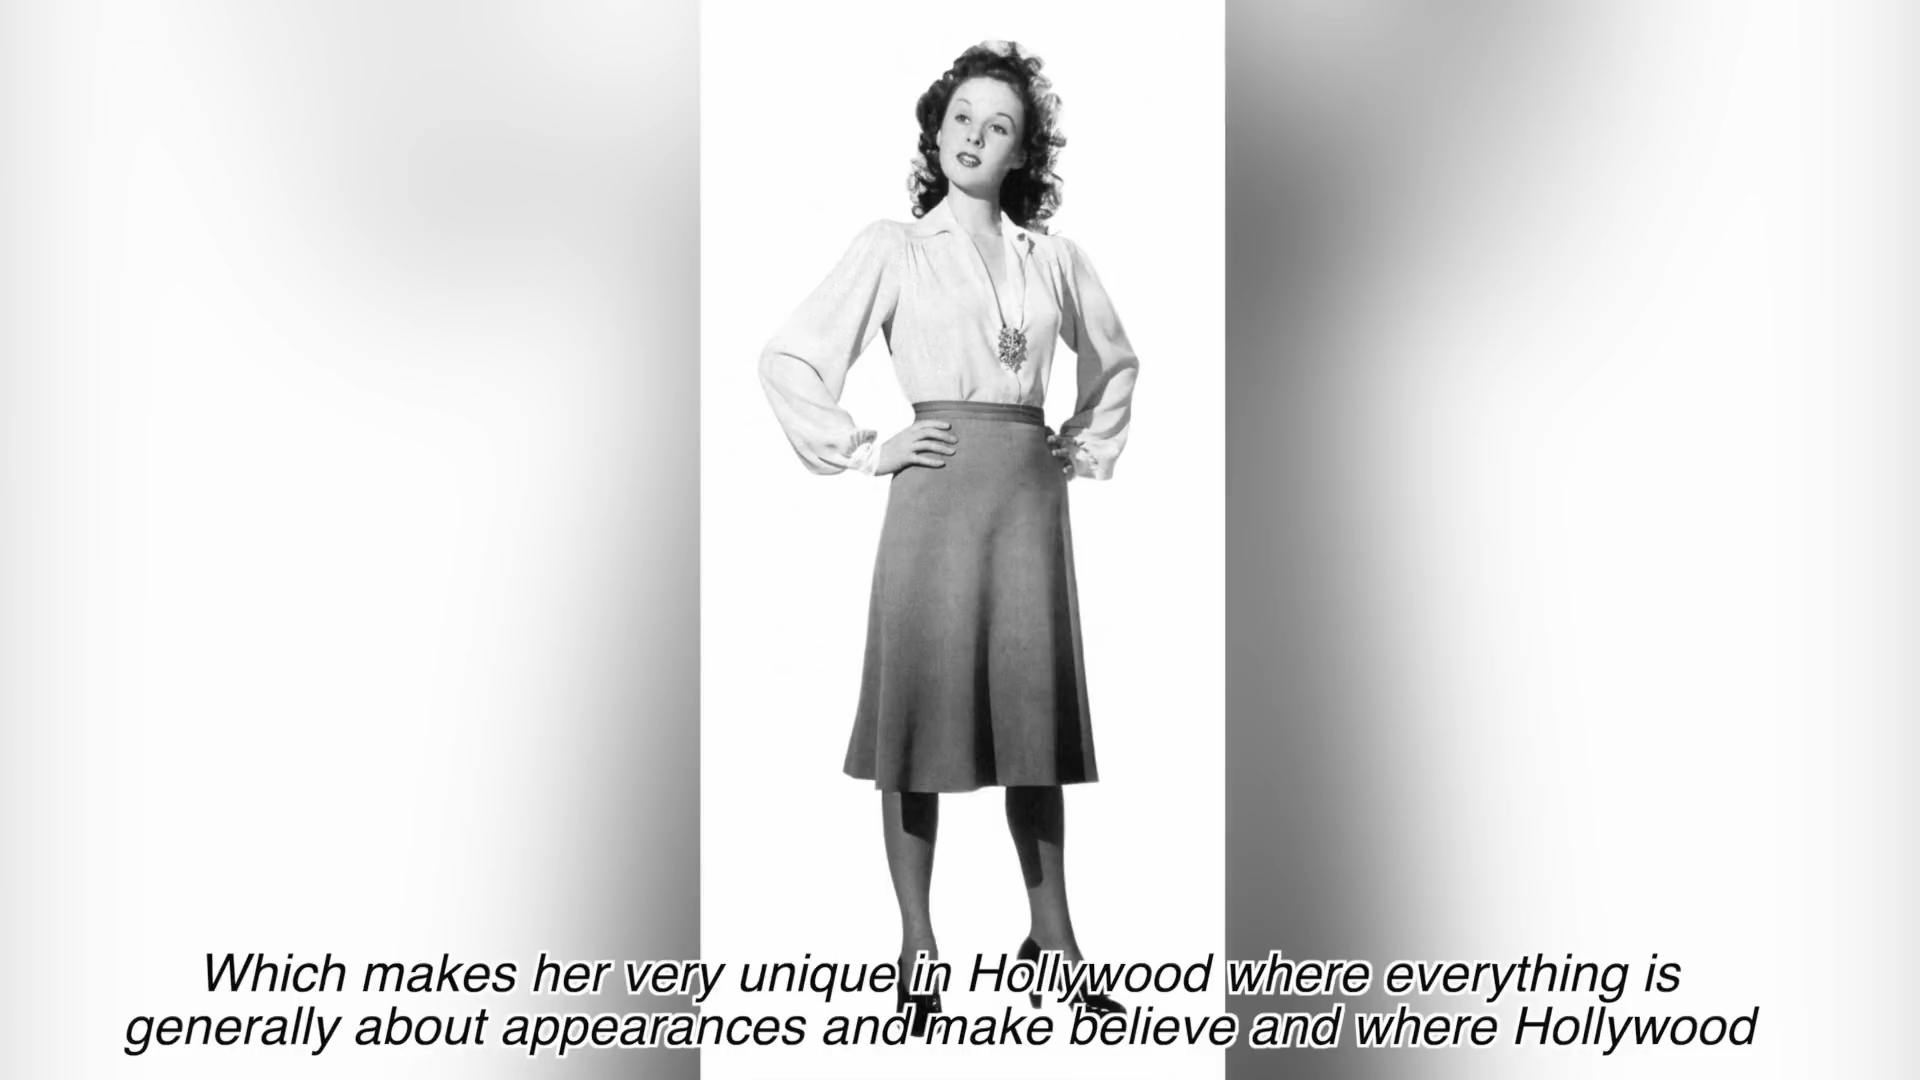 Which makes her very unique in Hollywood where everything is
generally about appearances and make believe and where Hollywood